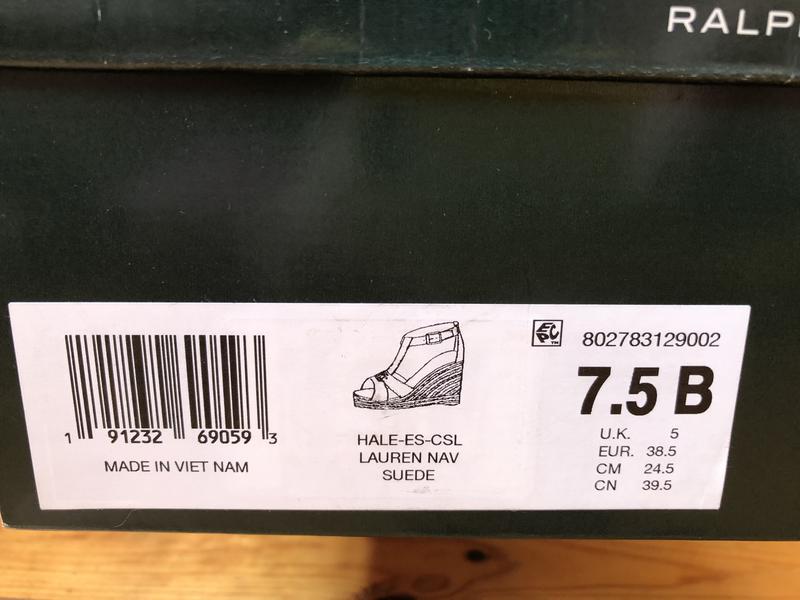 RALP
1 91232 69059 3
MADE IN VIET NAM
HALE-ES-CSL
LAUREN NAV
SUEDE
EPC™
802783129002
7.5 B
U.K. 5
EUR. 38.5
CM 24.5
CN 39.5